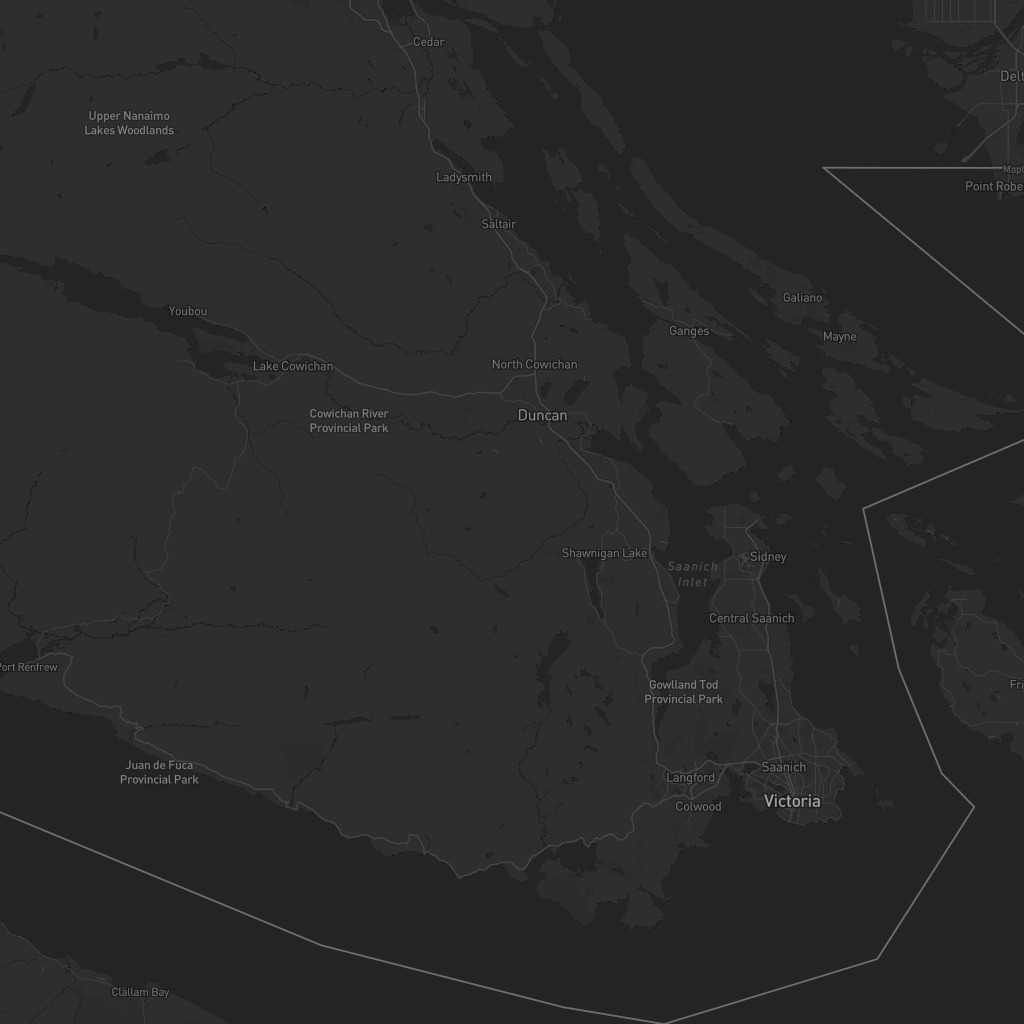 Cedar
Delt
Upper Nanaimo
Lakes Woodlands
Mapl
Ladysmith
Point Robe
Saltair
Galiano
Youbou
Ganges
Mayne
North Cowichan
Lake Cowichan
Cowichan River
Provincial Park
Duncan
Shawnigan Lake
Sidney
Saanich
Inlet
Central Saanich
Port Renfrew
Gowlland Tod
Provincial Park
Fri
Juan de Fuca
Provincial Park
Saanich
Langford
Victoria
Colwood
Clallam Bay